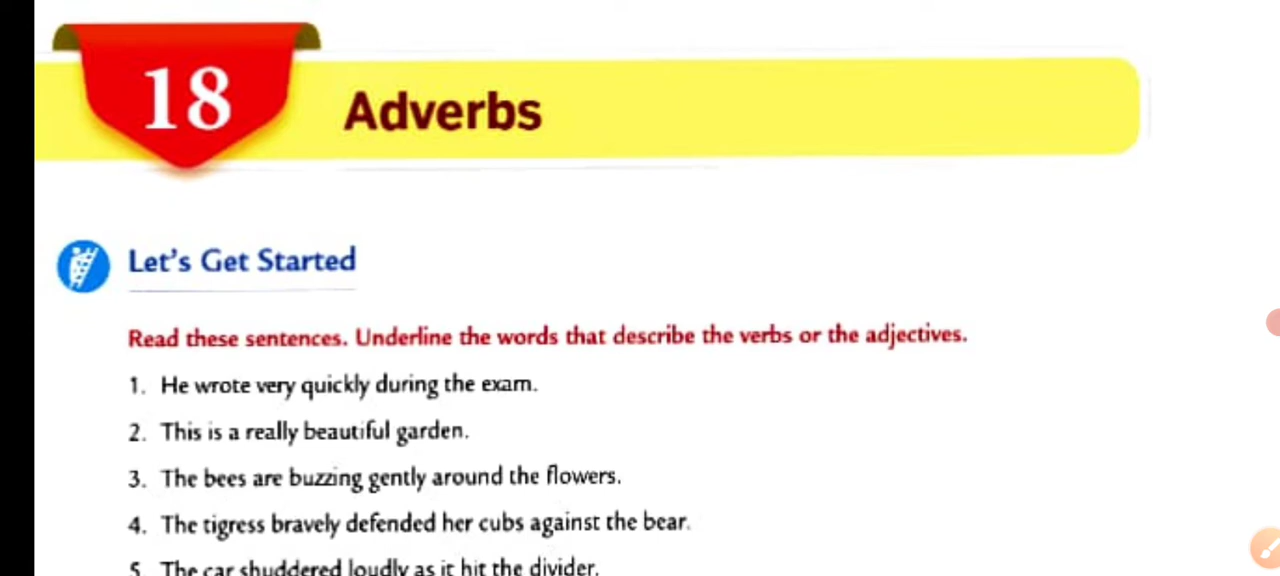 18
Adverbs
Let's Get Started
Read these sentences. Underline the words that describe the verbs or the adjectives.
1. He wrote very quickly during the exam.
2. This is a really beautiful garden.
3. The bees are buzzing gently around the flowers.
4. The tigress bravely defended her cubs against the bear.
5. The car shuddered loudly as it hit the divider.